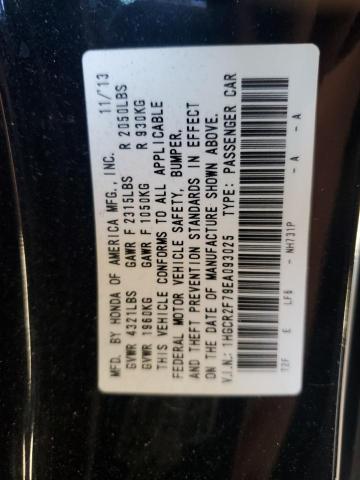 MFD. BY HONDA OF AMERICA MFG., INC. 11/'13
GVWR 4321LBS GAWR F 2315LBS R 2050LBS
GVWR 1960KG GAWR F 1050KG R 930KG
THIS VEHICLE CONFORMS TO ALL APPLICABLE
FEDERAL MOTOR VEHICLE SAFETY, BUMPER,
AND THEFT PREVENTION STANDARDS IN EFFECT
ON THE DATE OF MANUFACTURE SHOWN ABOVE.
V.I.N.: 1HGCR2F79EA093025 TYPE: PASSENGER CAR
T2F E LF6 - NH731P - A - A